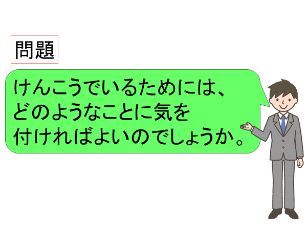 問題
けんこうでいるためには、
どのようなことに気を
付ければよいのでしょうか。